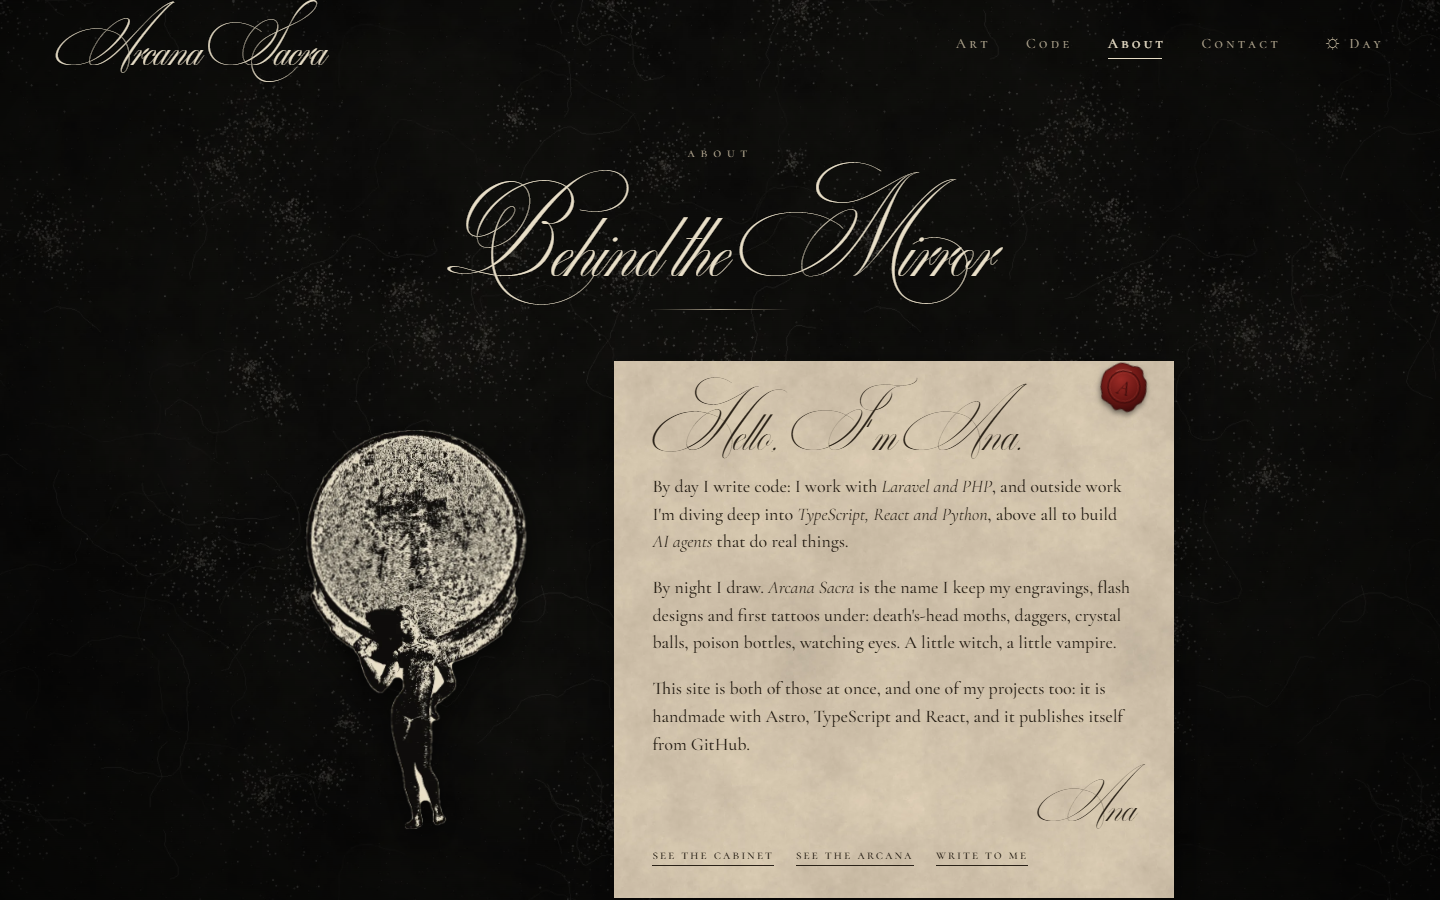 Arcana Sacra
Art Code About Contact ☼ Day
ABOUT
Behind the Mirror
Hello, I'm Ana.
A
By day I write code: I work with Laravel and PHP, and outside work
I'm diving deep into TypeScript, React and Python, above all to build
AI agents that do real things.
By night I draw. Arcana Sacra is the name I keep my engravings, flash
designs and first tattoos under: death's-head moths, daggers, crystal
balls, poison bottles, watching eyes. A little witch, a little vampire.
This site is both of those at once, and one of my projects too: it is
handmade with Astro, TypeScript and React, and it publishes itself
from GitHub.
Ana
SEE THE CABINET SEE THE ARCANA WRITE TO ME